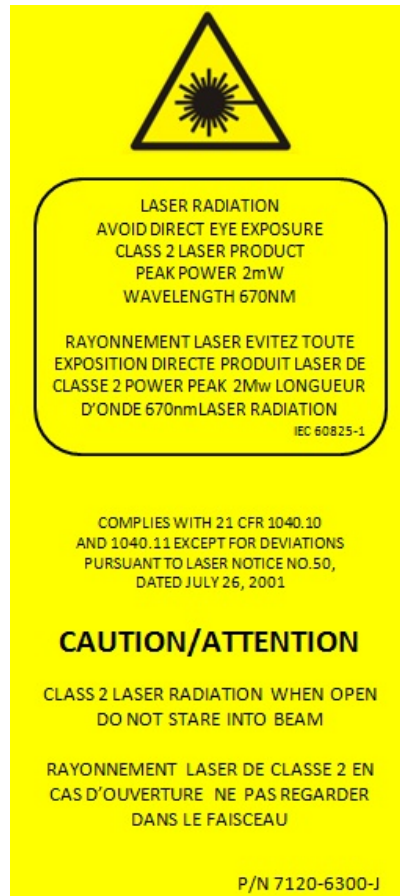 LASER RADIATION
AVOID DIRECT EYE EXPOSURE
CLASS 2 LASER PRODUCT
PEAK POWER 2mW
WAVELENGTH 670NM
RAYONNEMENT LASER EVITEZ TOUTE
EXPOSITION DIRECTE PRODUIT LASER DE
CLASSE 2 POWER PEAK 2Mw LONGUEUR
D'ONDE 670nmLASER RADIATION
IEC 60825-1
COMPLIES WITH 21 CFR 1040.10
AND 1040.11 EXCEPT FOR DEVIATIONS
PURSUANT TO LASER NOTICE NO.50,
DATED JULY 26, 2001
CAUTION/ATTENTION
CLASS 2 LASER RADIATION WHEN OPEN
DO NOT STARE INTO BEAM
RAYONNEMENT LASER DE CLASSE 2 EN
CAS D'OUVERTURE NE PAS REGARDER
DANS LE FAISCEAU
P/N 7120-6300-J